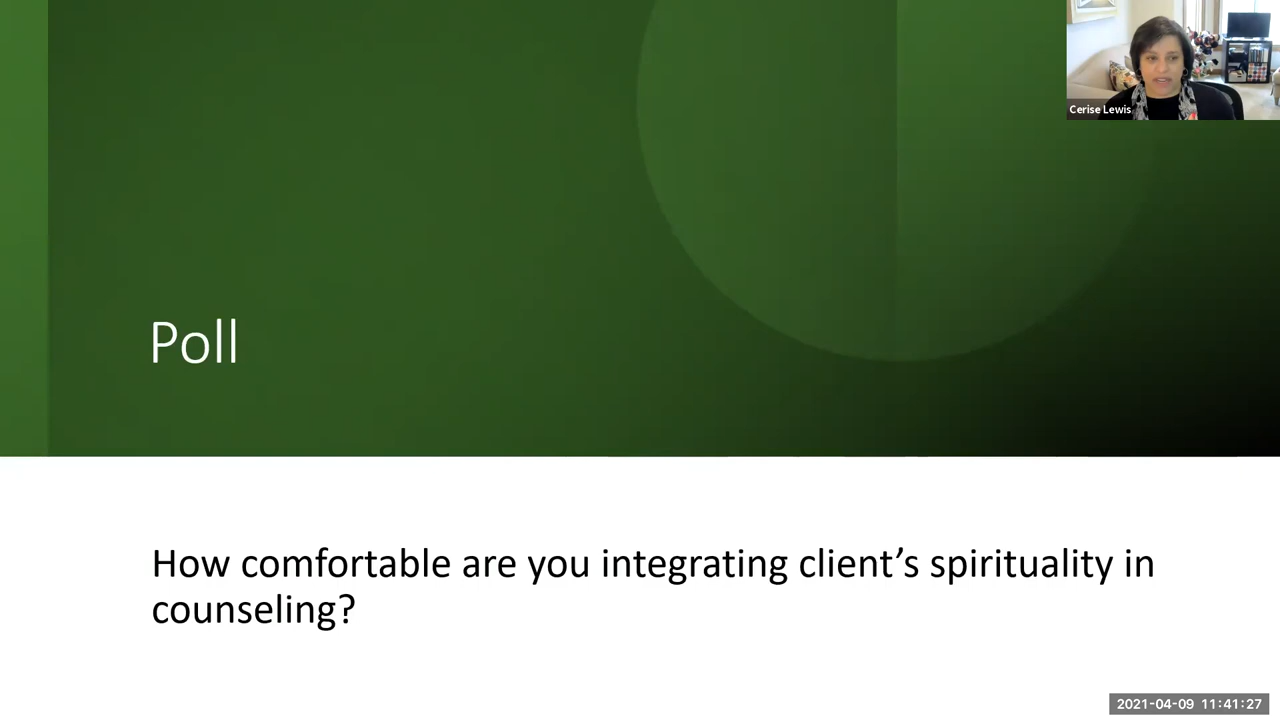 Cerise Lewis
Poll
How comfortable are you integrating client’s spirituality in
counseling?
2021-04-09 11:41:27